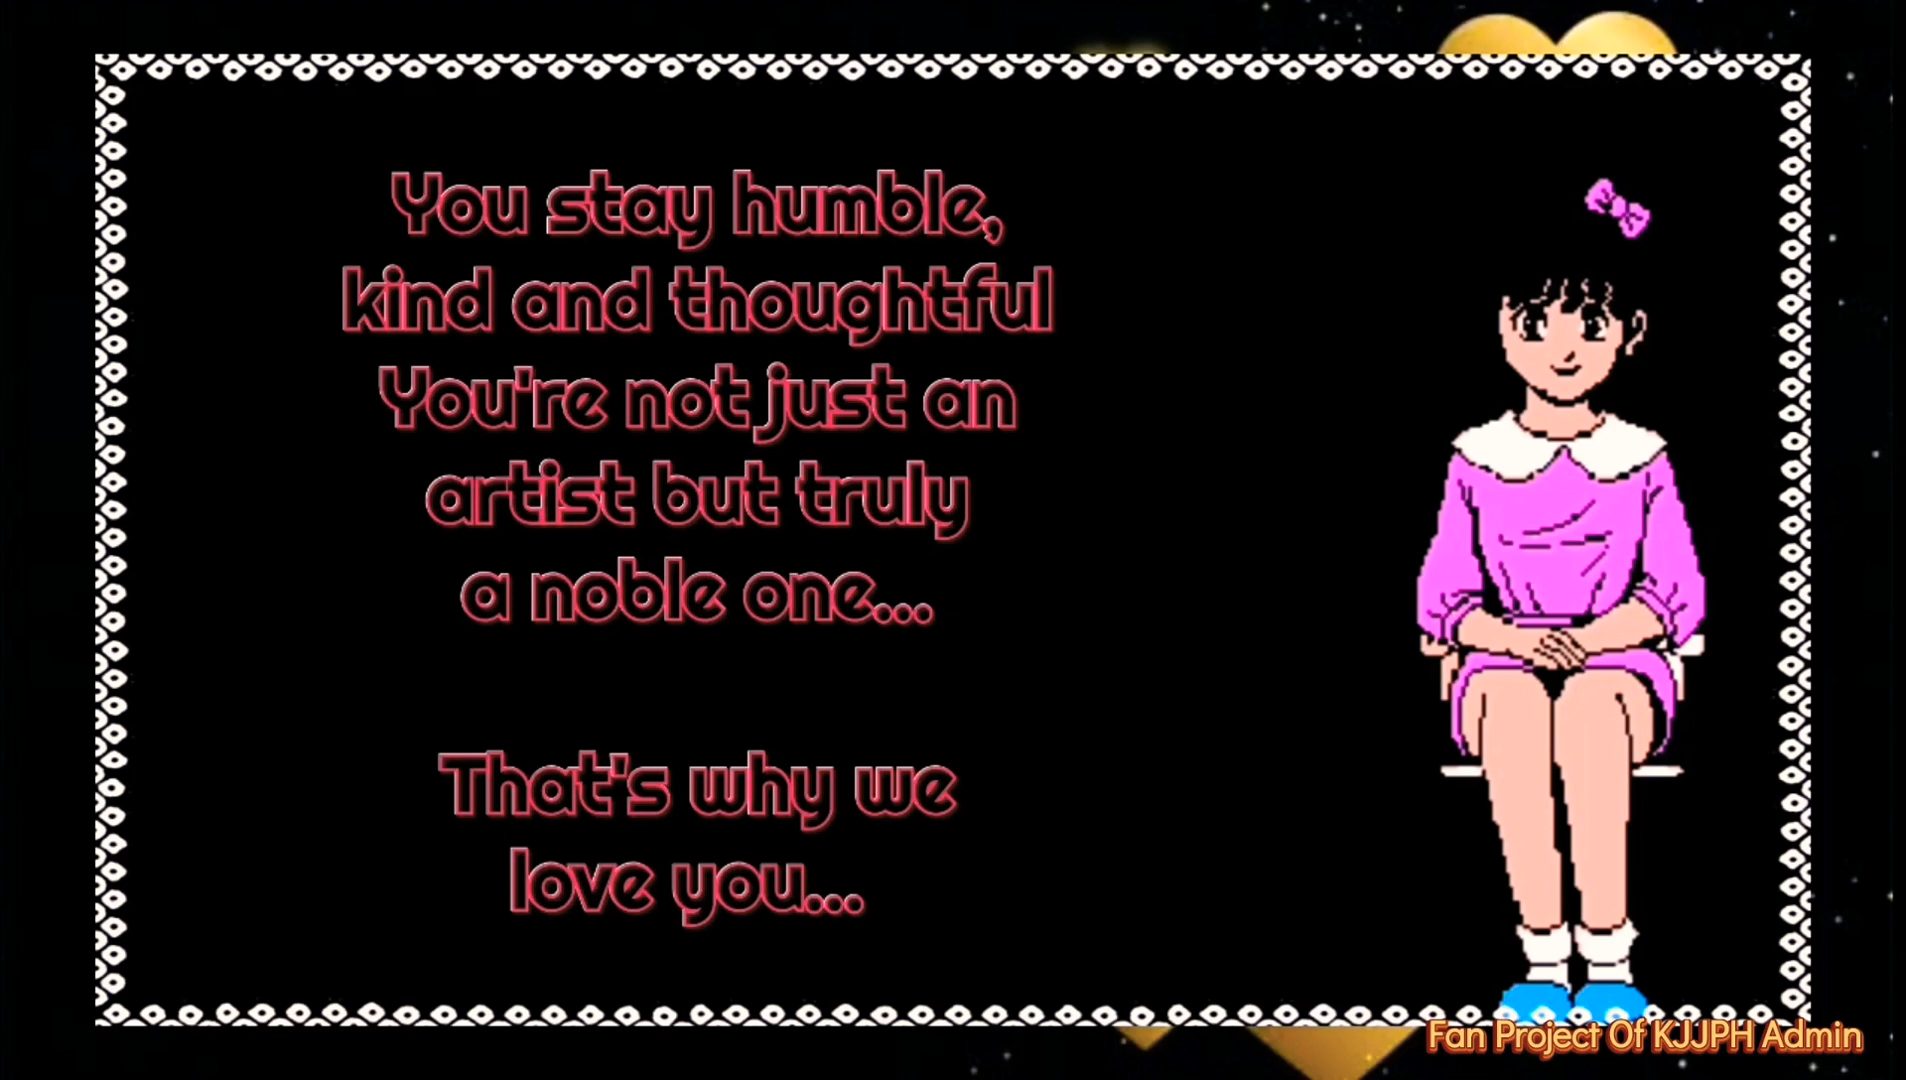 You stay humble,
kind and thoughtful
You're not just an
artist but truly
a noble one...
That's why we
love you...
Fan Project Of KJJPH Admin